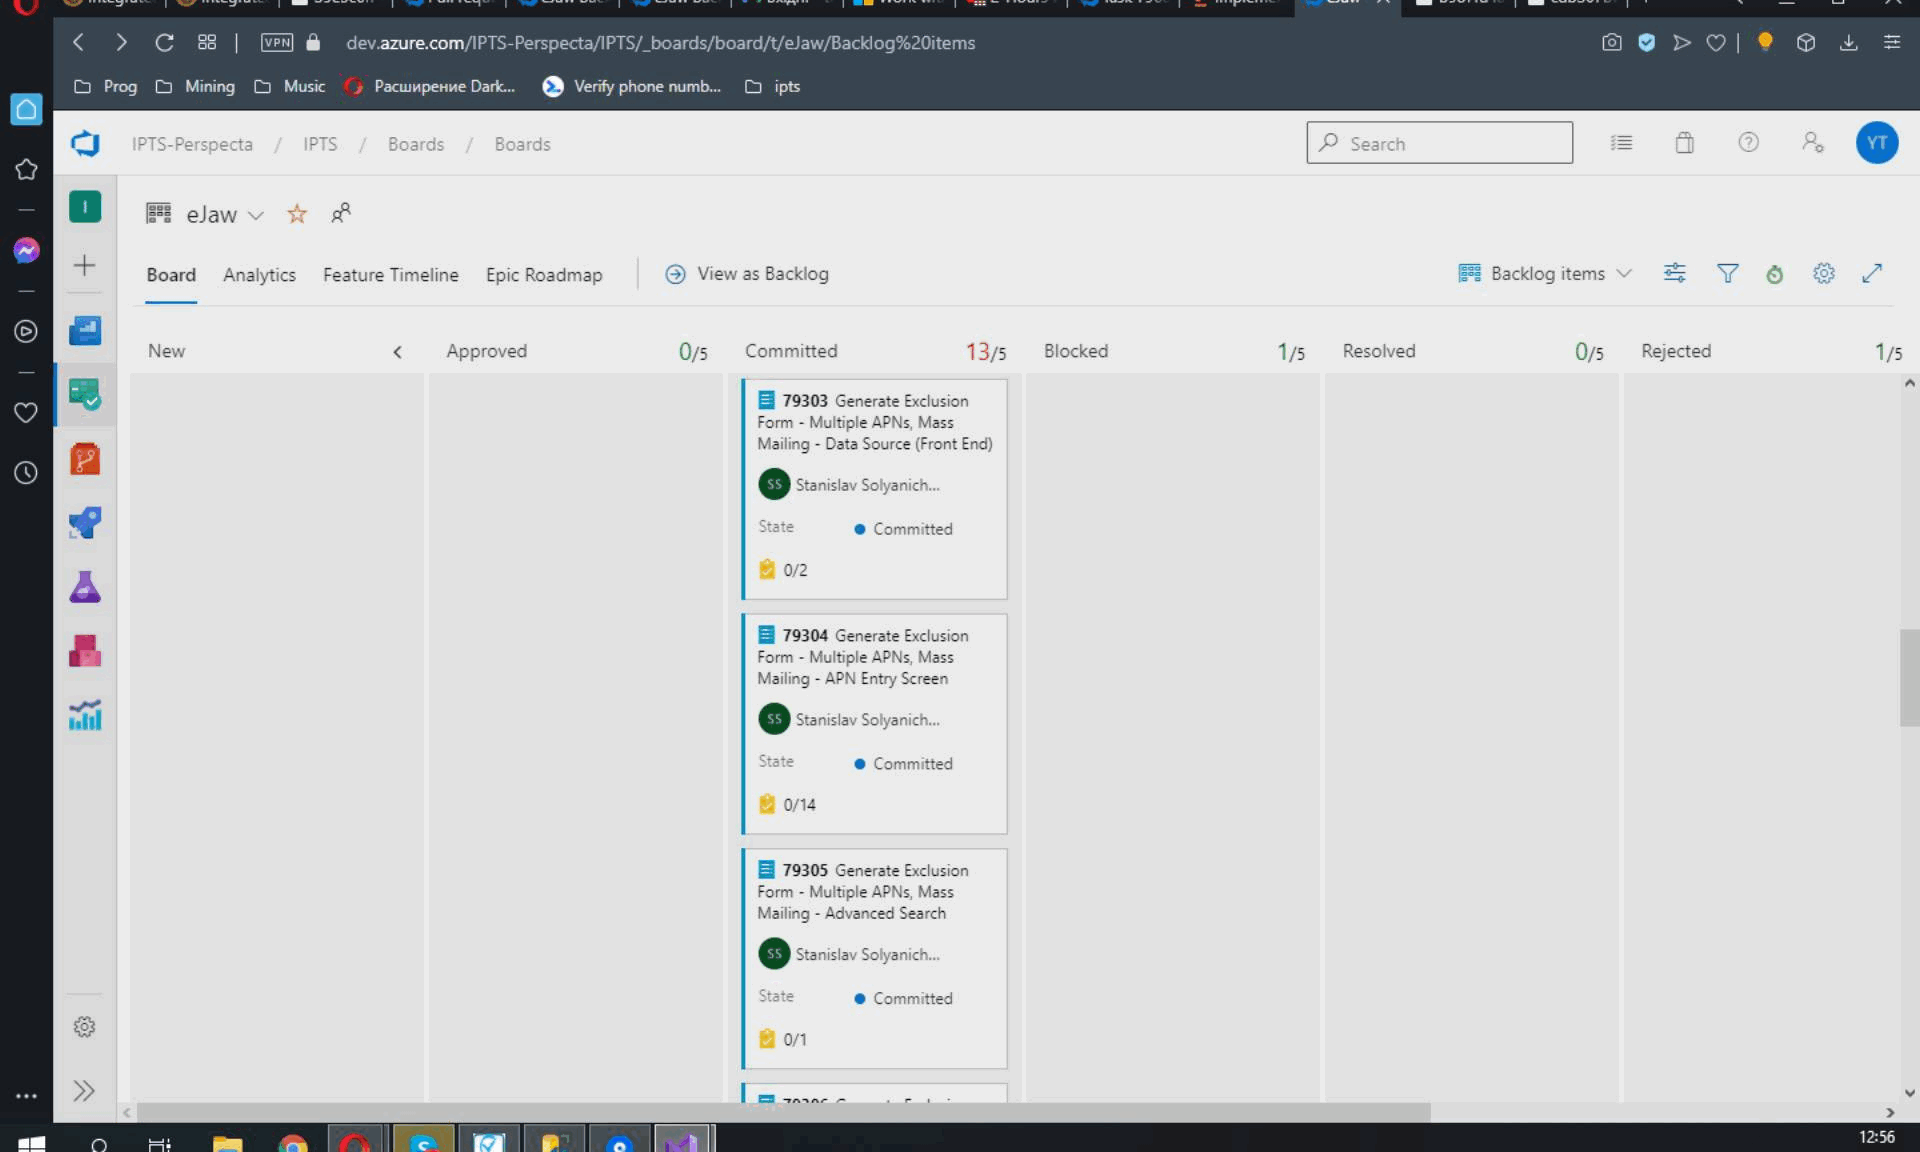 VPN
dev.azure.com/IPTS-Perspecta/IPTS/_boards/board/t/eJaw/Backlog%20items
Prog
Mining
Music
Расширение Dark...
Verify phone numb...
ipts
IPTS-Perspecta / IPTS / Boards / Boards
Search
YT
I
eJaw
Board
Analytics
Feature Timeline
Epic Roadmap
View as Backlog
Backlog items
New
Approved
0/5
Committed
13/5
Blocked
1/5
Resolved
0/5
Rejected
1/5
79303 Generate Exclusion
Form - Multiple APNs, Mass
Mailing - Data Source (Front End)
SS
Stanislav Solyanich...
State
Committed
0/2
79304 Generate Exclusion
Form - Multiple APNs, Mass
Mailing - APN Entry Screen
SS
Stanislav Solyanich...
State
Committed
0/14
79305 Generate Exclusion
Form - Multiple APNs, Mass
Mailing - Advanced Search
SS
Stanislav Solyanich...
State
Committed
0/1
12:56